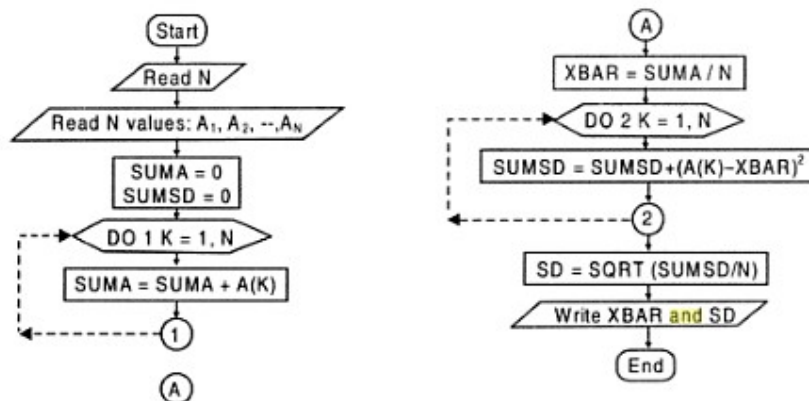 Start
Read N
Read N values: A₁, A₂, --,A_N
SUMA = 0
SUMSD = 0
DO 1 K = 1, N
SUMA = SUMA + A(K)
1
A
A
XBAR = SUMA / N
DO 2 K = 1, N
SUMSD = SUMSD+(A(K)–XBAR)²
2
SD = SQRT (SUMSD/N)
Write XBAR and SD
End